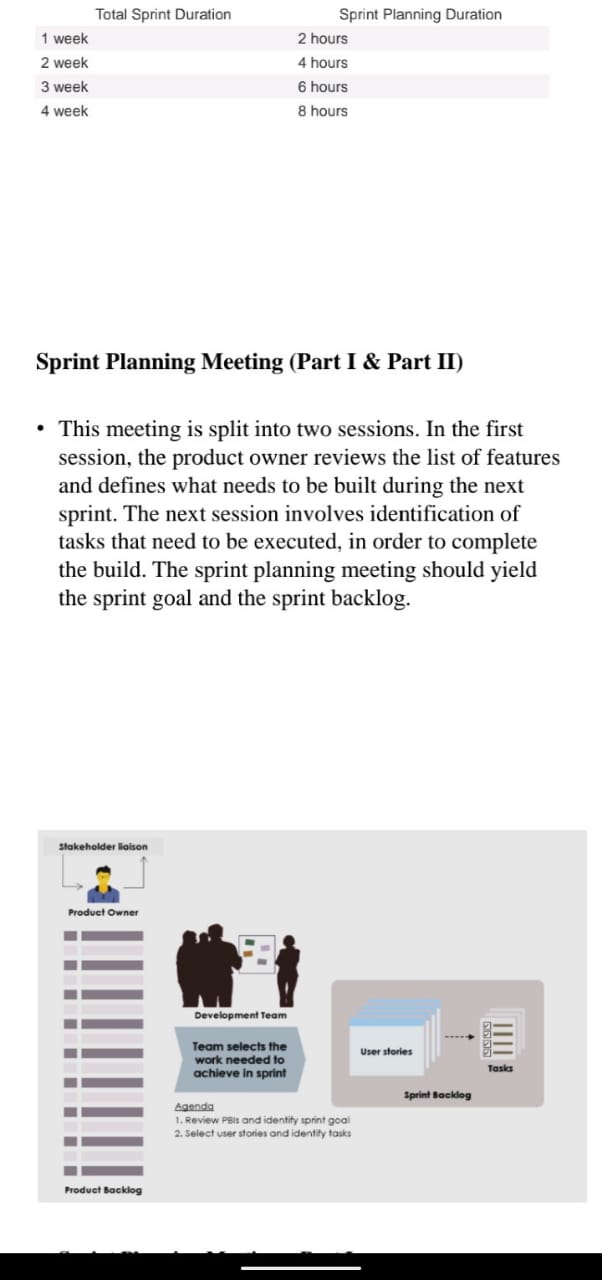 Total Sprint Duration Sprint Planning Duration
1 week 2 hours
2 week 4 hours
3 week 6 hours
4 week 8 hours
Sprint Planning Meeting (Part I & Part II)
• This meeting is split into two sessions. In the first
session, the product owner reviews the list of features
and defines what needs to be built during the next
sprint. The next session involves identification of
tasks that need to be executed, in order to complete
the build. The sprint planning meeting should yield
the sprint goal and the sprint backlog.
Stakeholder liaison
Product Owner
Development Team
Team selects the
work needed to
achieve in sprint
User stories
Tasks
Sprint Backlog
Agenda
1. Review PBIs and identify sprint goal
2. Select user stories and identify tasks
Product Backlog